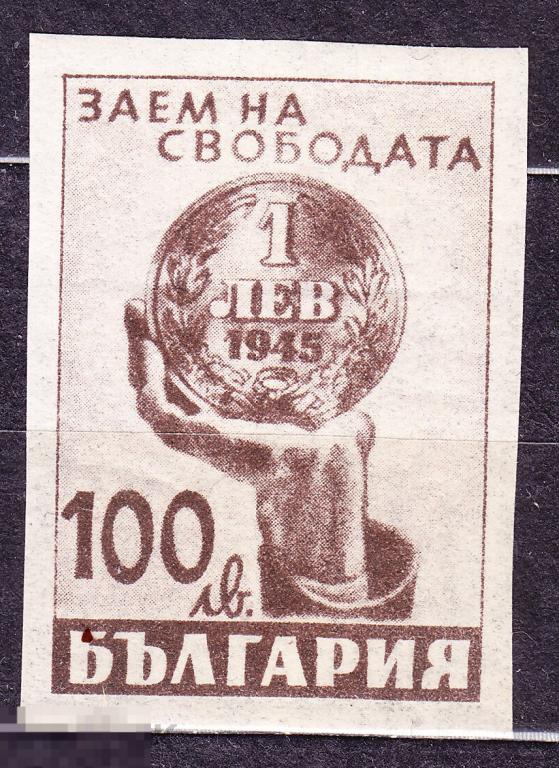 ЗАЕМ НА
СВОБОДАТА
1
ЛЕВ
1945
100
лв.
БЪЛГАРИЯ